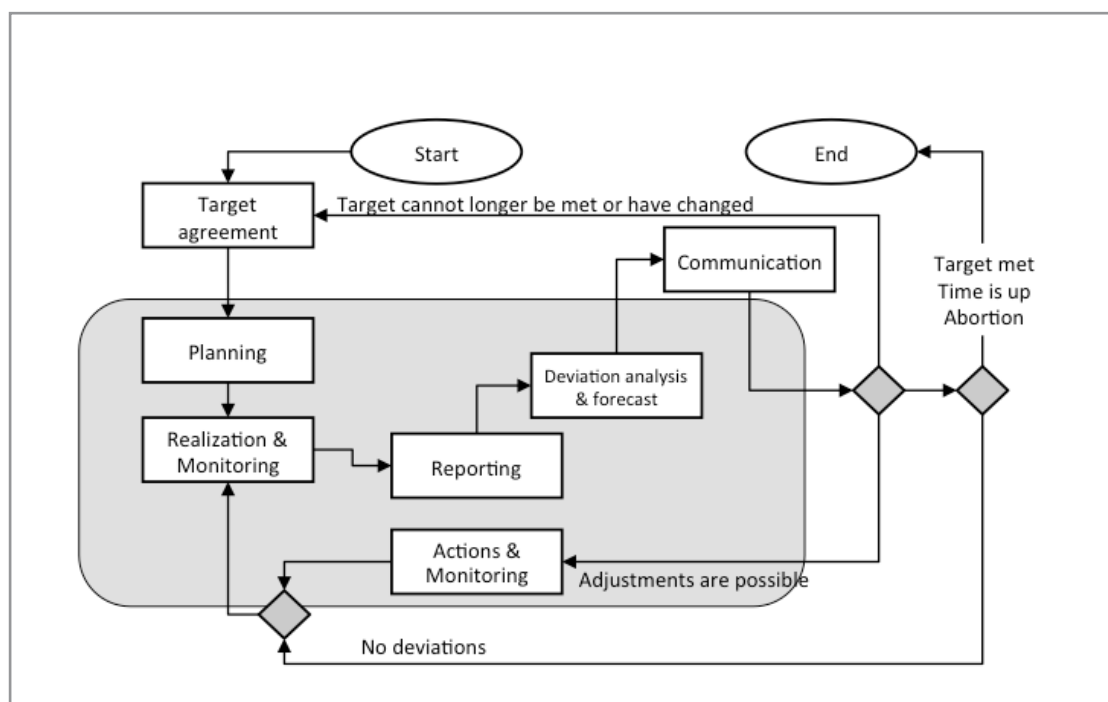 Start
End
Target
agreement
Target cannot longer be met or have changed
Communication
Target met
Time is up
Abortion
Planning
Deviation analysis
& forecast
Realization &
Monitoring
Reporting
Actions &
Monitoring
Adjustments are possible
No deviations